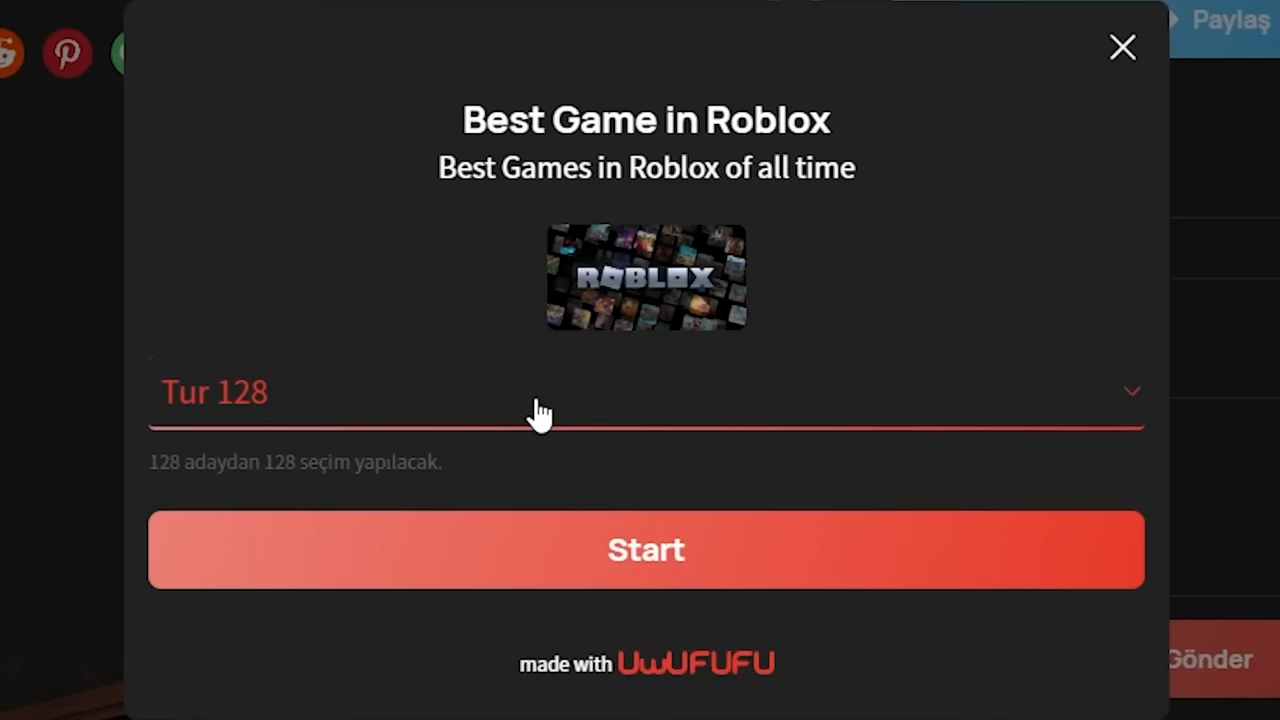 Paylaş
Best Game in Roblox
Best Games in Roblox of all time
ROBLOX
Tur 128
128 adaydan 128 seçim yapılacak.
Start
Gönder
made with UwUFUFU